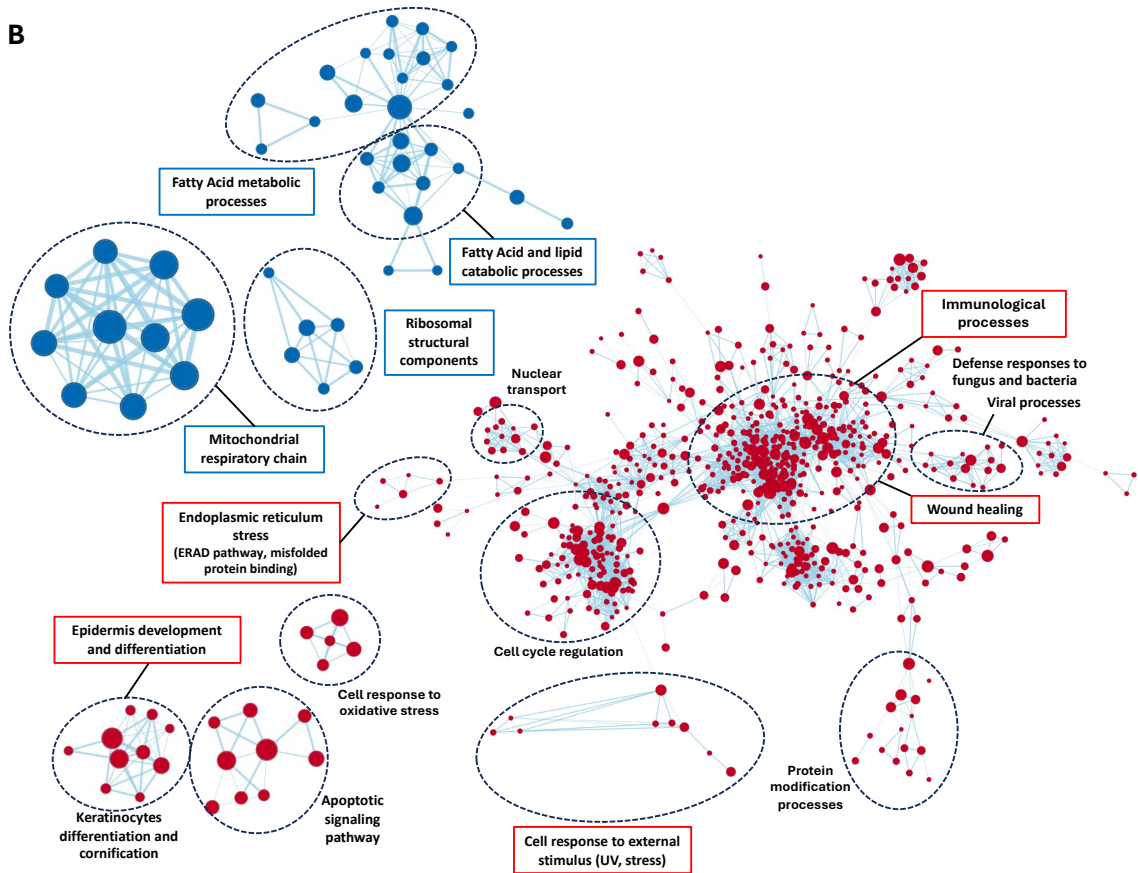 B
Fatty Acid metabolic
processes
Fatty Acid and lipid
catabolic processes
Ribosomal
structural
components
Mitochondrial
respiratory chain
Immunological
processes
Defense responses to
fungus and bacteria
Viral processes
Nuclear
transport
Wound healing
Endoplasmic reticulum
stress
(ERAD pathway, misfolded
protein binding)
Epidermis development
and differentiation
Cell cycle regulation
Cell response to
oxidative stress
Protein
modification
processes
Apoptotic
signaling
pathway
Keratinocytes
differentiation and
cornification
Cell response to external
stimulus (UV, stress)